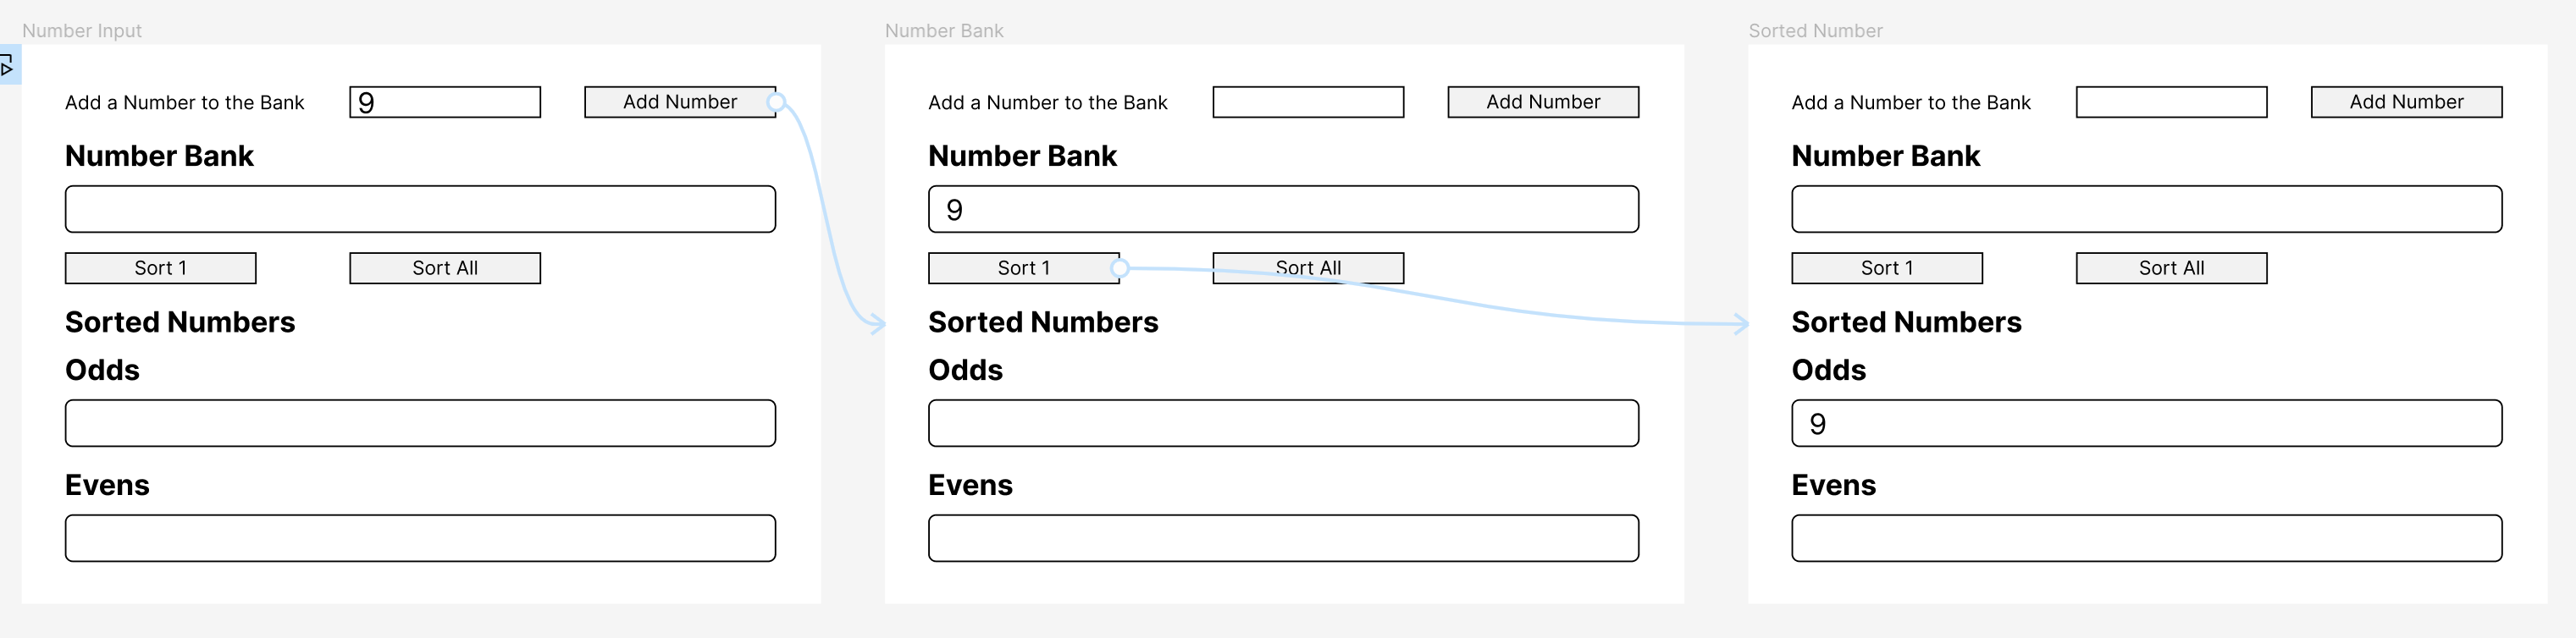 Number Input
Add a Number to the Bank 9 Add Number
Number Bank
Sort 1 Sort All
Sorted Numbers
Odds
Evens
Number Bank
Add a Number to the Bank Add Number
Number Bank
9
Sort 1 Sort All
Sorted Numbers
Odds
Evens
Sorted Number
Add a Number to the Bank Add Number
Number Bank
Sort 1 Sort All
Sorted Numbers
Odds
9
Evens